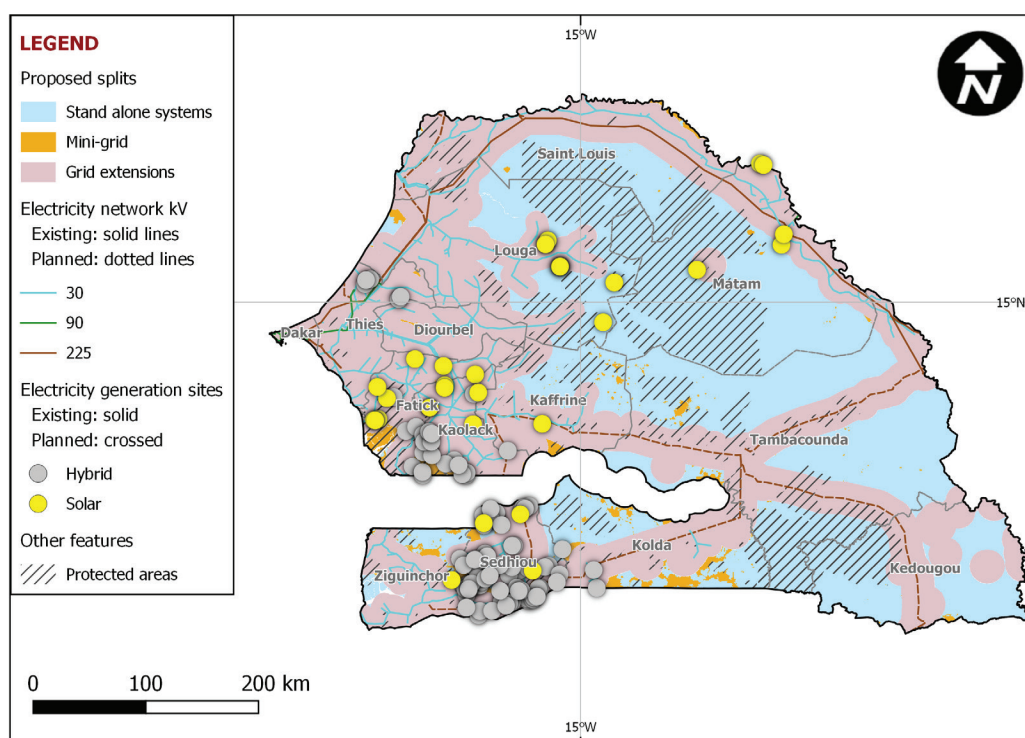 LEGEND
Proposed splits
Stand alone systems
Mini-grid
Grid extensions
Electricity network kV
Existing: solid lines
Planned: dotted lines
30
90
225
Electricity generation sites
Existing: solid
Planned: crossed
Hybrid
Solar
Other features
Protected areas
0 100 200 km
15°W
N
Saint Louis
Louga
Mátam
15°N
Dakar
Thies
Diourbel
Fatick
Kaffrine
Kaolack
Tambacounda
Kolda
Sedhiou
Ziguinchor
Kedougou
15°W